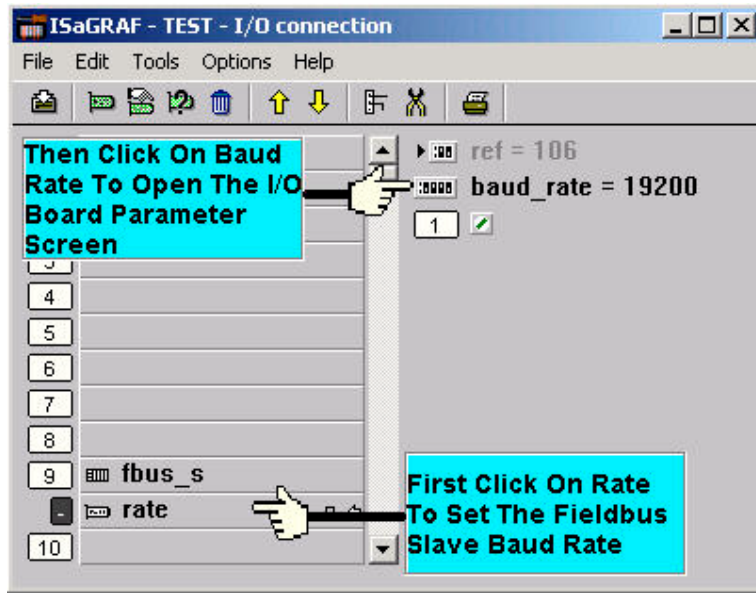 ISaGRAF - TEST - I/O connection
File Edit Tools Options Help
Then Click On Baud
Rate To Open The I/O
Board Parameter
Screen
ref = 106
baud_rate = 19200
1
3
4
5
6
7
8
9 fbus_s
- rate
10
First Click On Rate
To Set The Fieldbus
Slave Baud Rate